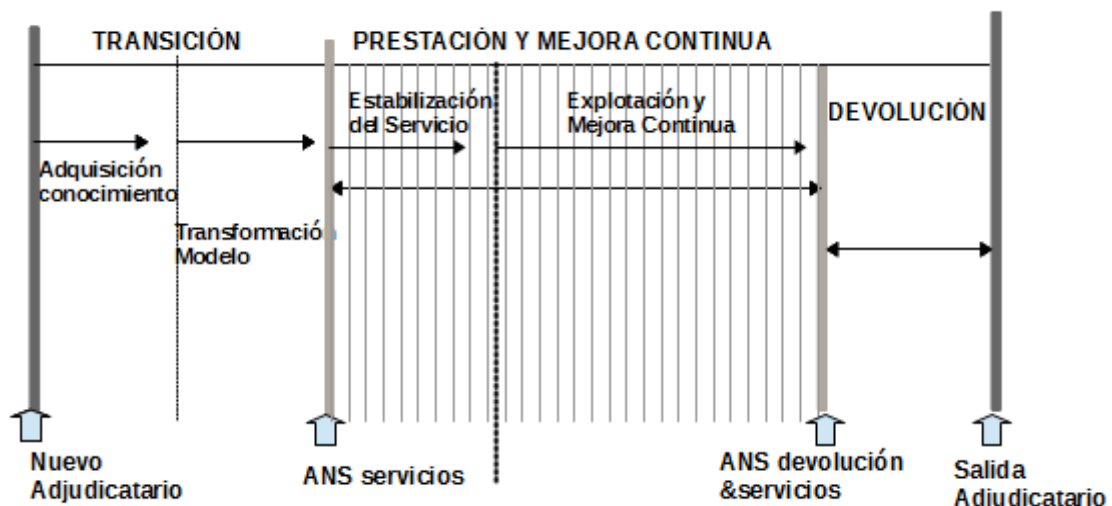 TRANSICIÓN
PRESTACIÓN Y MEJORA CONTINUA
Estabilización
del Servicio
Explotación y
Mejora Continua
DEVOLUCIÓN
Adquisición
conocimiento
Transformación
Modelo
Nuevo
Adjudicatario
ANS servicios
ANS devolución
&servicios
Salida
Adjudicatario